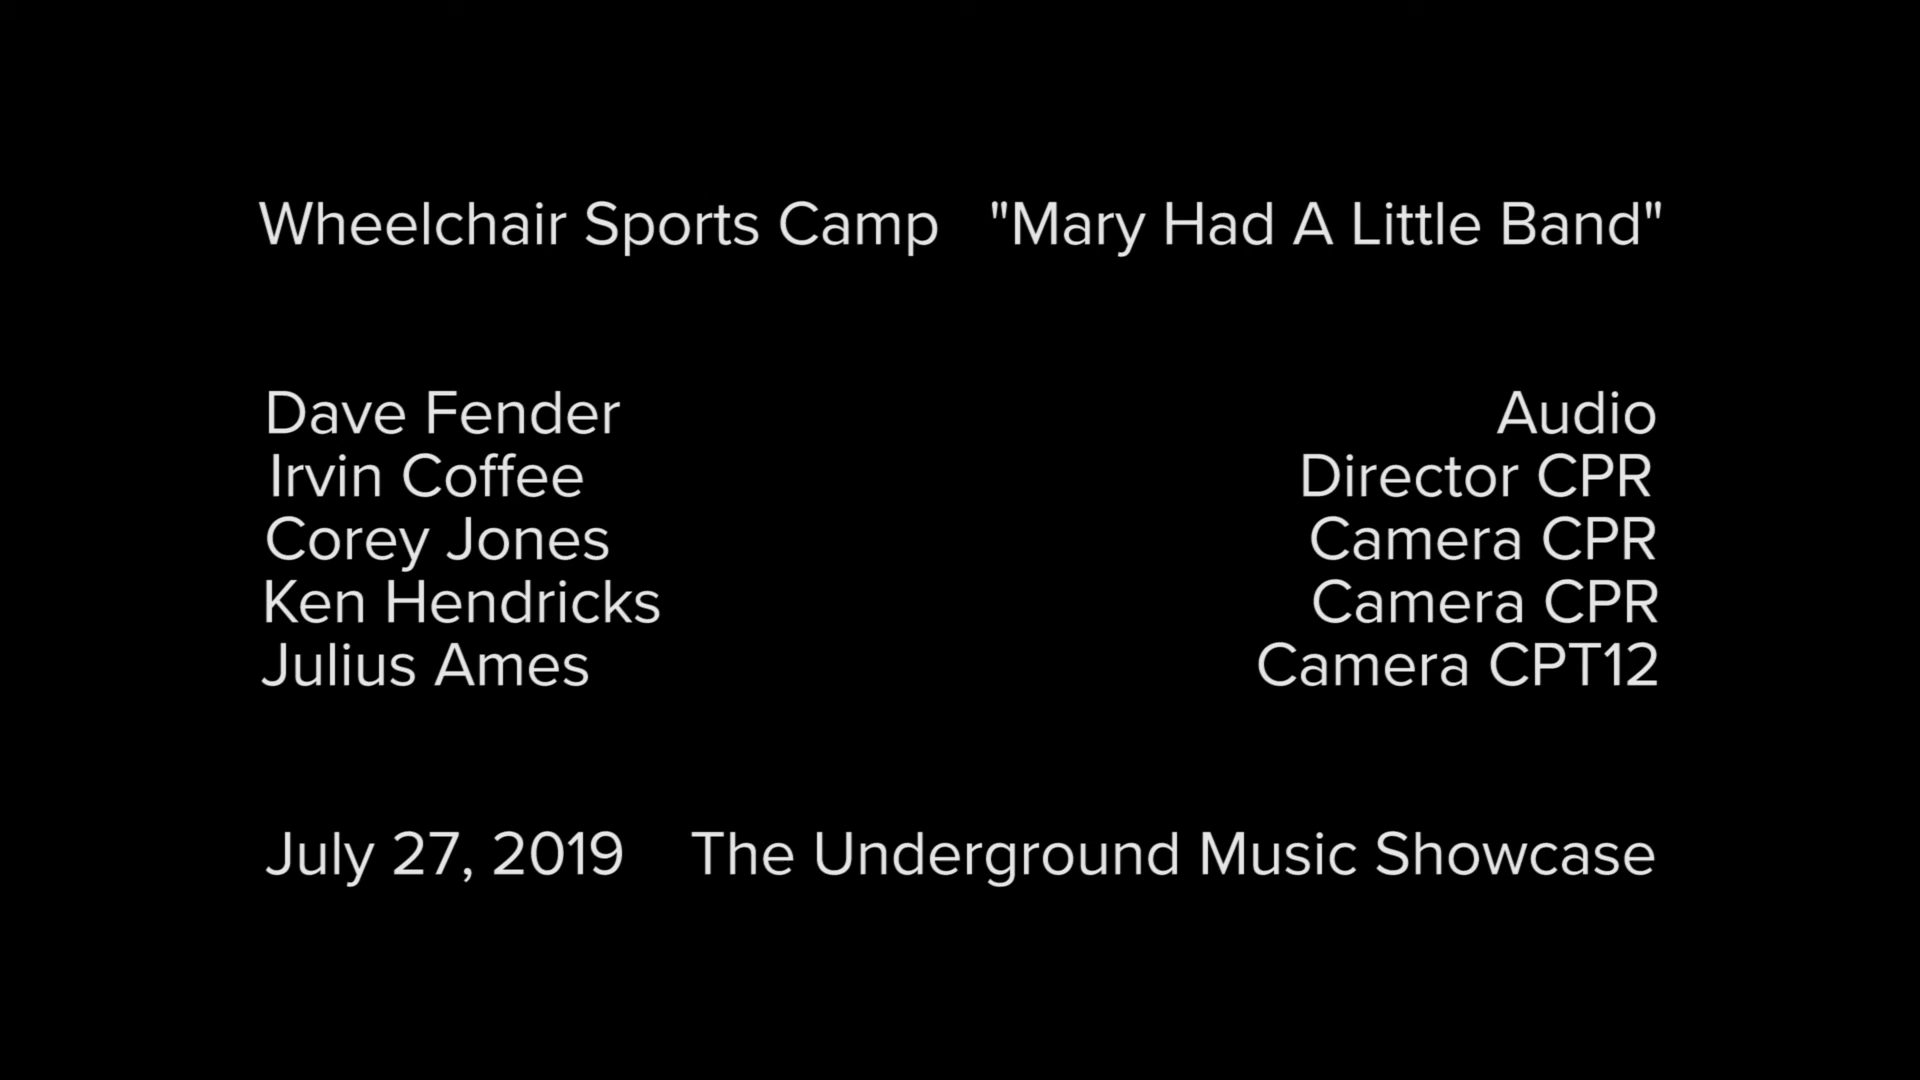 Wheelchair Sports Camp "Mary Had A Little Band"
Dave Fender Audio
Irvin Coffee Director CPR
Corey Jones Camera CPR
Ken Hendricks Camera CPR
Julius Ames Camera CPT12
July 27, 2019 The Underground Music Showcase